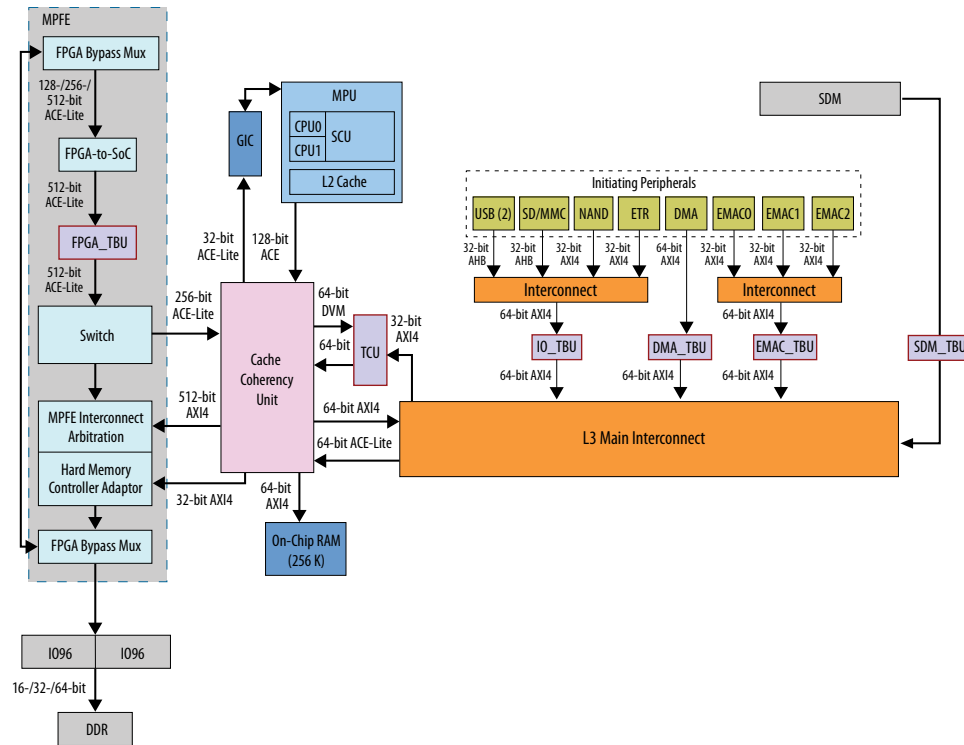 MPFE
FPGA Bypass Mux
128-/256-/
512-bit
ACE-Lite
FPGA-to-SoC
512-bit
ACE-Lite
FPGA_TBU
512-bit
ACE-Lite
Switch
256-bit
ACE-Lite
MPFE Interconnect
Arbitration
512-bit
AXI4
Hard Memory
Controller Adaptor
32-bit AXI4
FPGA Bypass Mux
IO96
IO96
16-/32-/64-bit
DDR
GIC
MPU
CPU0
CPU1
SCU
L2 Cache
32-bit
ACE-Lite
128-bit
ACE
Cache
Coherency
Unit
64-bit
DVM
64-bit
TCU
32-bit
AXI4
64-bit AXI4
64-bit ACE-Lite
64-bit
AXI4
On-Chip RAM
(256 K)
SDM
Initiating Peripherals
USB (2)
SD/MMC
NAND
ETR
DMA
EMAC0
EMAC1
EMAC2
32-bit
AHB
32-bit
AHB
32-bit
AXI4
32-bit
AXI4
64-bit
AXI4
32-bit
AXI4
32-bit
AXI4
32-bit
AXI4
Interconnect
Interconnect
64-bit AXI4
64-bit AXI4
IO_TBU
DMA_TBU
EMAC_TBU
SDM_TBU
64-bit AXI4
64-bit AXI4
64-bit AXI4
L3 Main Interconnect